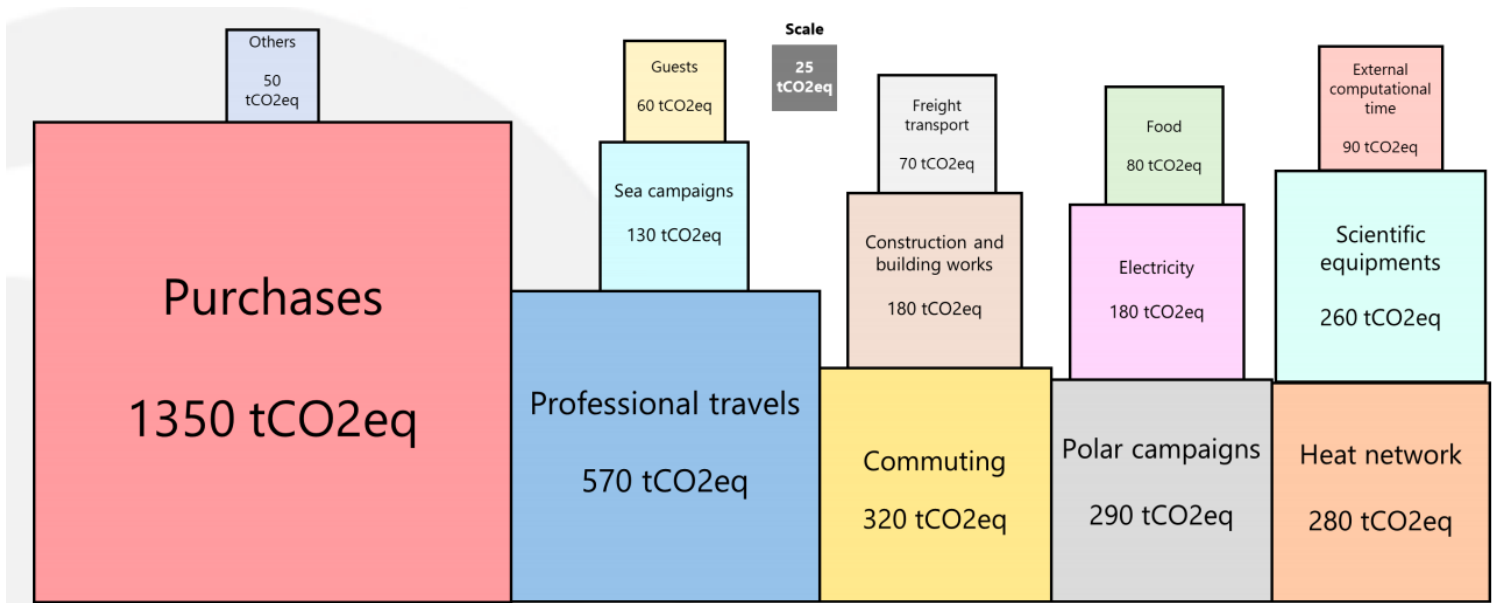 Others
50
tCO2eq
Purchases
1350 tCO2eq
Guests
60 tCO2eq
Sea campaigns
130 tCO2eq
Professional travels
570 tCO2eq
Scale
25
tCO2eq
Freight
transport
70 tCO2eq
Construction and
building works
180 tCO2eq
Commuting
320 tCO2eq
Food
80 tCO2eq
Electricity
180 tCO2eq
Polar campaigns
290 tCO2eq
External
computational
time
90 tCO2eq
Scientific
equipments
260 tCO2eq
Heat network
280 tCO2eq